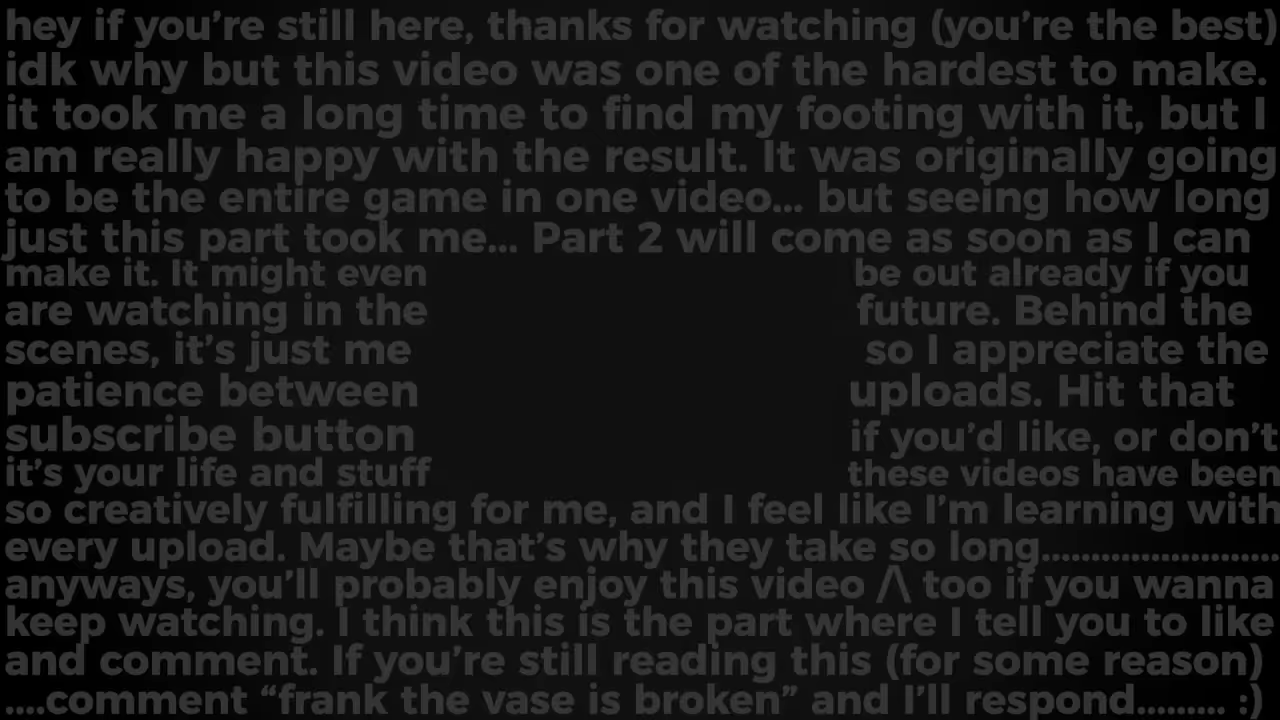 hey if you’re still here, thanks for watching (you’re the best)
idk why but this video was one of the hardest to make.
it took me a long time to find my footing with it, but I
am really happy with the result. It was originally going
to be the entire game in one video... but seeing how long
just this part took me... Part 2 will come as soon as I can
make it. It might even be out already if you
are watching in the future. Behind the
scenes, it’s just me so I appreciate the
patience between uploads. Hit that
subscribe button if you’d like, or don’t
it’s your life and stuff these videos have been
so creatively fulfilling for me, and I feel like I’m learning with
every upload. Maybe that’s why they take so long.......................
anyways, you’ll probably enjoy this video /\ too if you wanna
keep watching. I think this is the part where I tell you to like
and comment. If you’re still reading this (for some reason)
....comment “frank the vase is broken” and I’ll respond......... :)